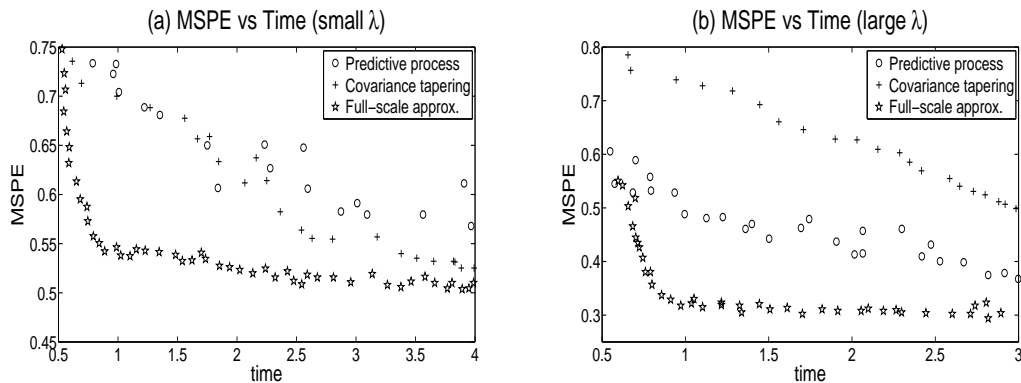 (a) MSPE vs Time (small λ)
MSPE
0.75
0.7
0.65
0.6
0.55
0.5
0.45
0.5 1 1.5 2 2.5 3 3.5 4
time
Predictive process
Covariance tapering
Full−scale approx.
(b) MSPE vs Time (large λ)
MSPE
0.8
0.7
0.6
0.5
0.4
0.3
0.5 1 1.5 2 2.5 3
time
Predictive process
Covariance tapering
Full−scale approx.